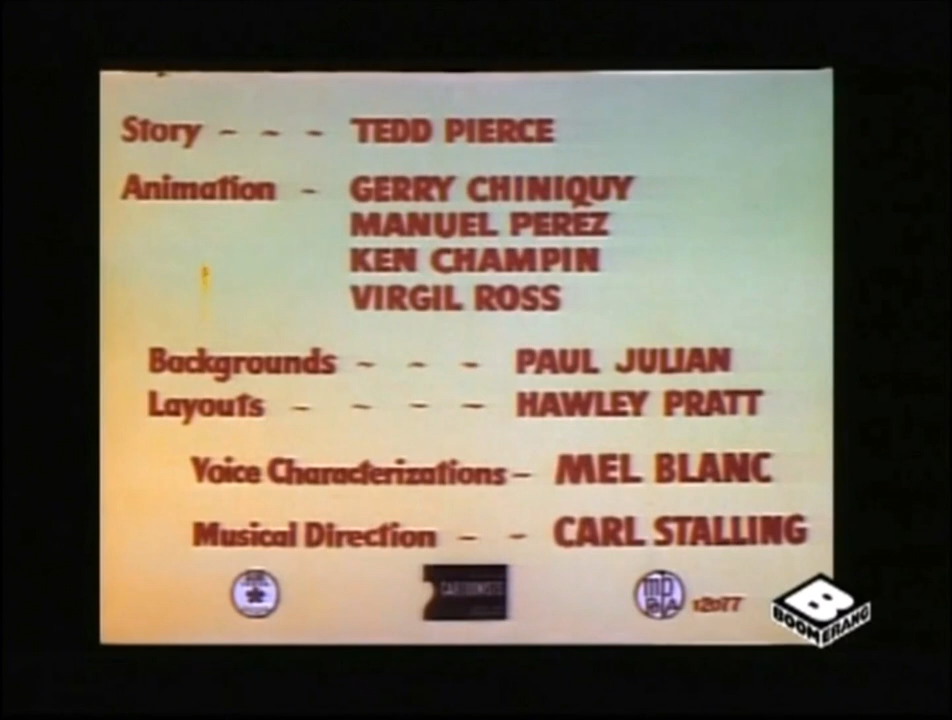 Story ~ ~ ~ TEDD PIERCE
Animation ~ GERRY CHINIQUY
MANUEL PEREZ
KEN CHAMPIN
VIRGIL ROSS
Backgrounds ~ ~ ~ PAUL JULIAN
Layouts ~ ~ ~ ~ HAWLEY PRATT
Voice Characterizations ~ MEL BLANC
Musical Direction ~ ~ CARL STALLING
12077
B
BOOMERANG